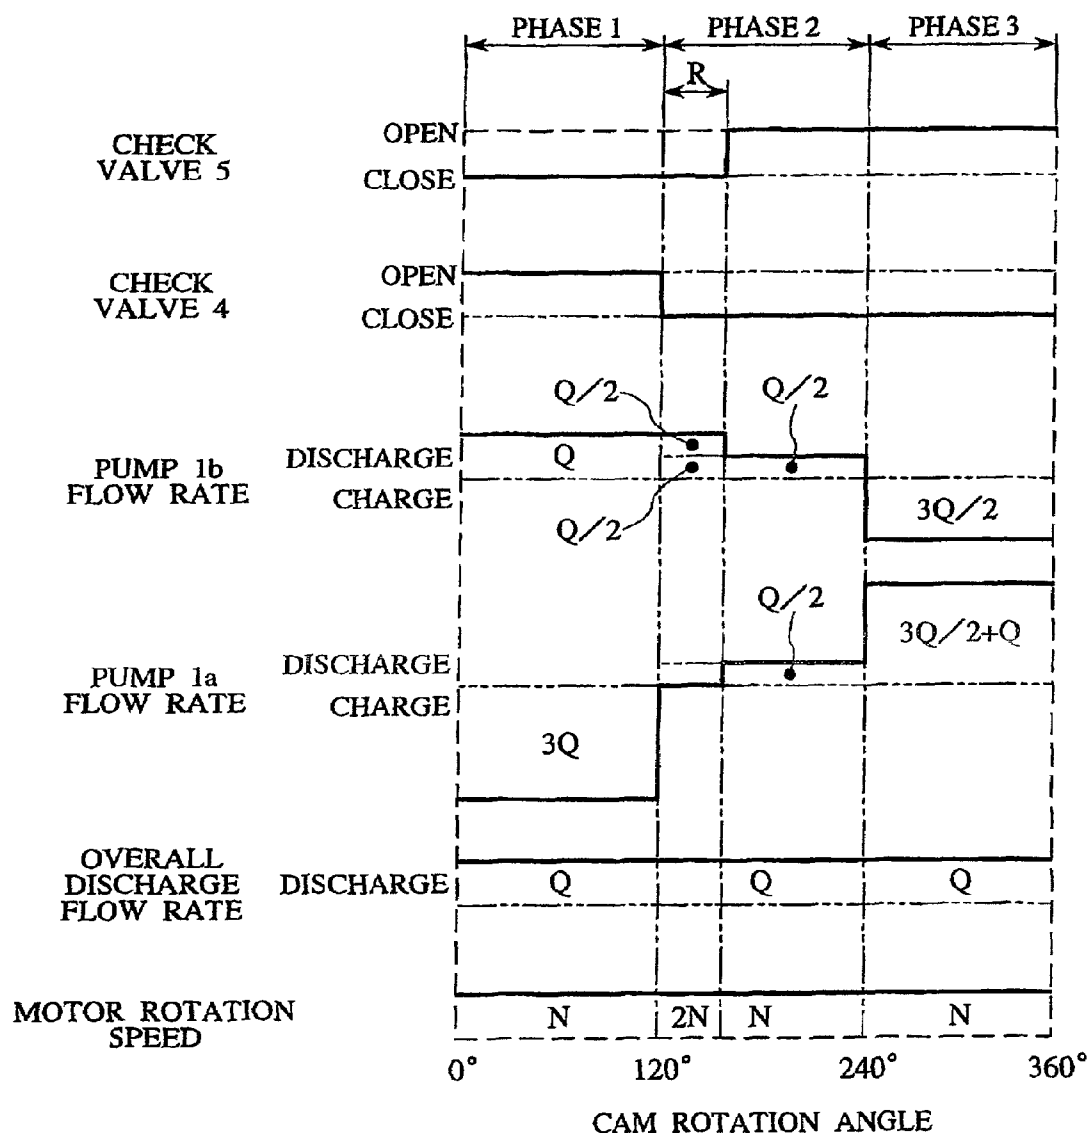 PHASE 1 PHASE 2 PHASE 3
R
CHECK
VALVE 5
OPEN
CLOSE
CHECK
VALVE 4
OPEN
CLOSE
Q/2
Q/2
PUMP 1b
FLOW RATE
DISCHARGE
CHARGE
Q
Q/2
3Q/2
Q/2
PUMP 1a
FLOW RATE
DISCHARGE
CHARGE
3Q/2+Q
3Q
OVERALL
DISCHARGE
FLOW RATE
DISCHARGE
Q Q Q
MOTOR ROTATION
SPEED
N 2N N N
0° 120° 240° 360°
CAM ROTATION ANGLE